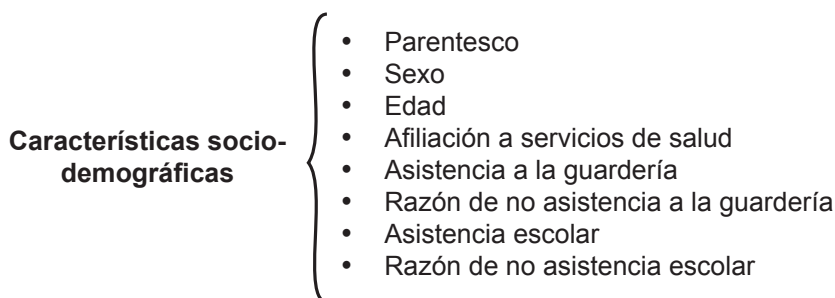 Características socio-
demográficas
• Parentesco
• Sexo
• Edad
• Afiliación a servicios de salud
• Asistencia a la guardería
• Razón de no asistencia a la guardería
• Asistencia escolar
• Razón de no asistencia escolar